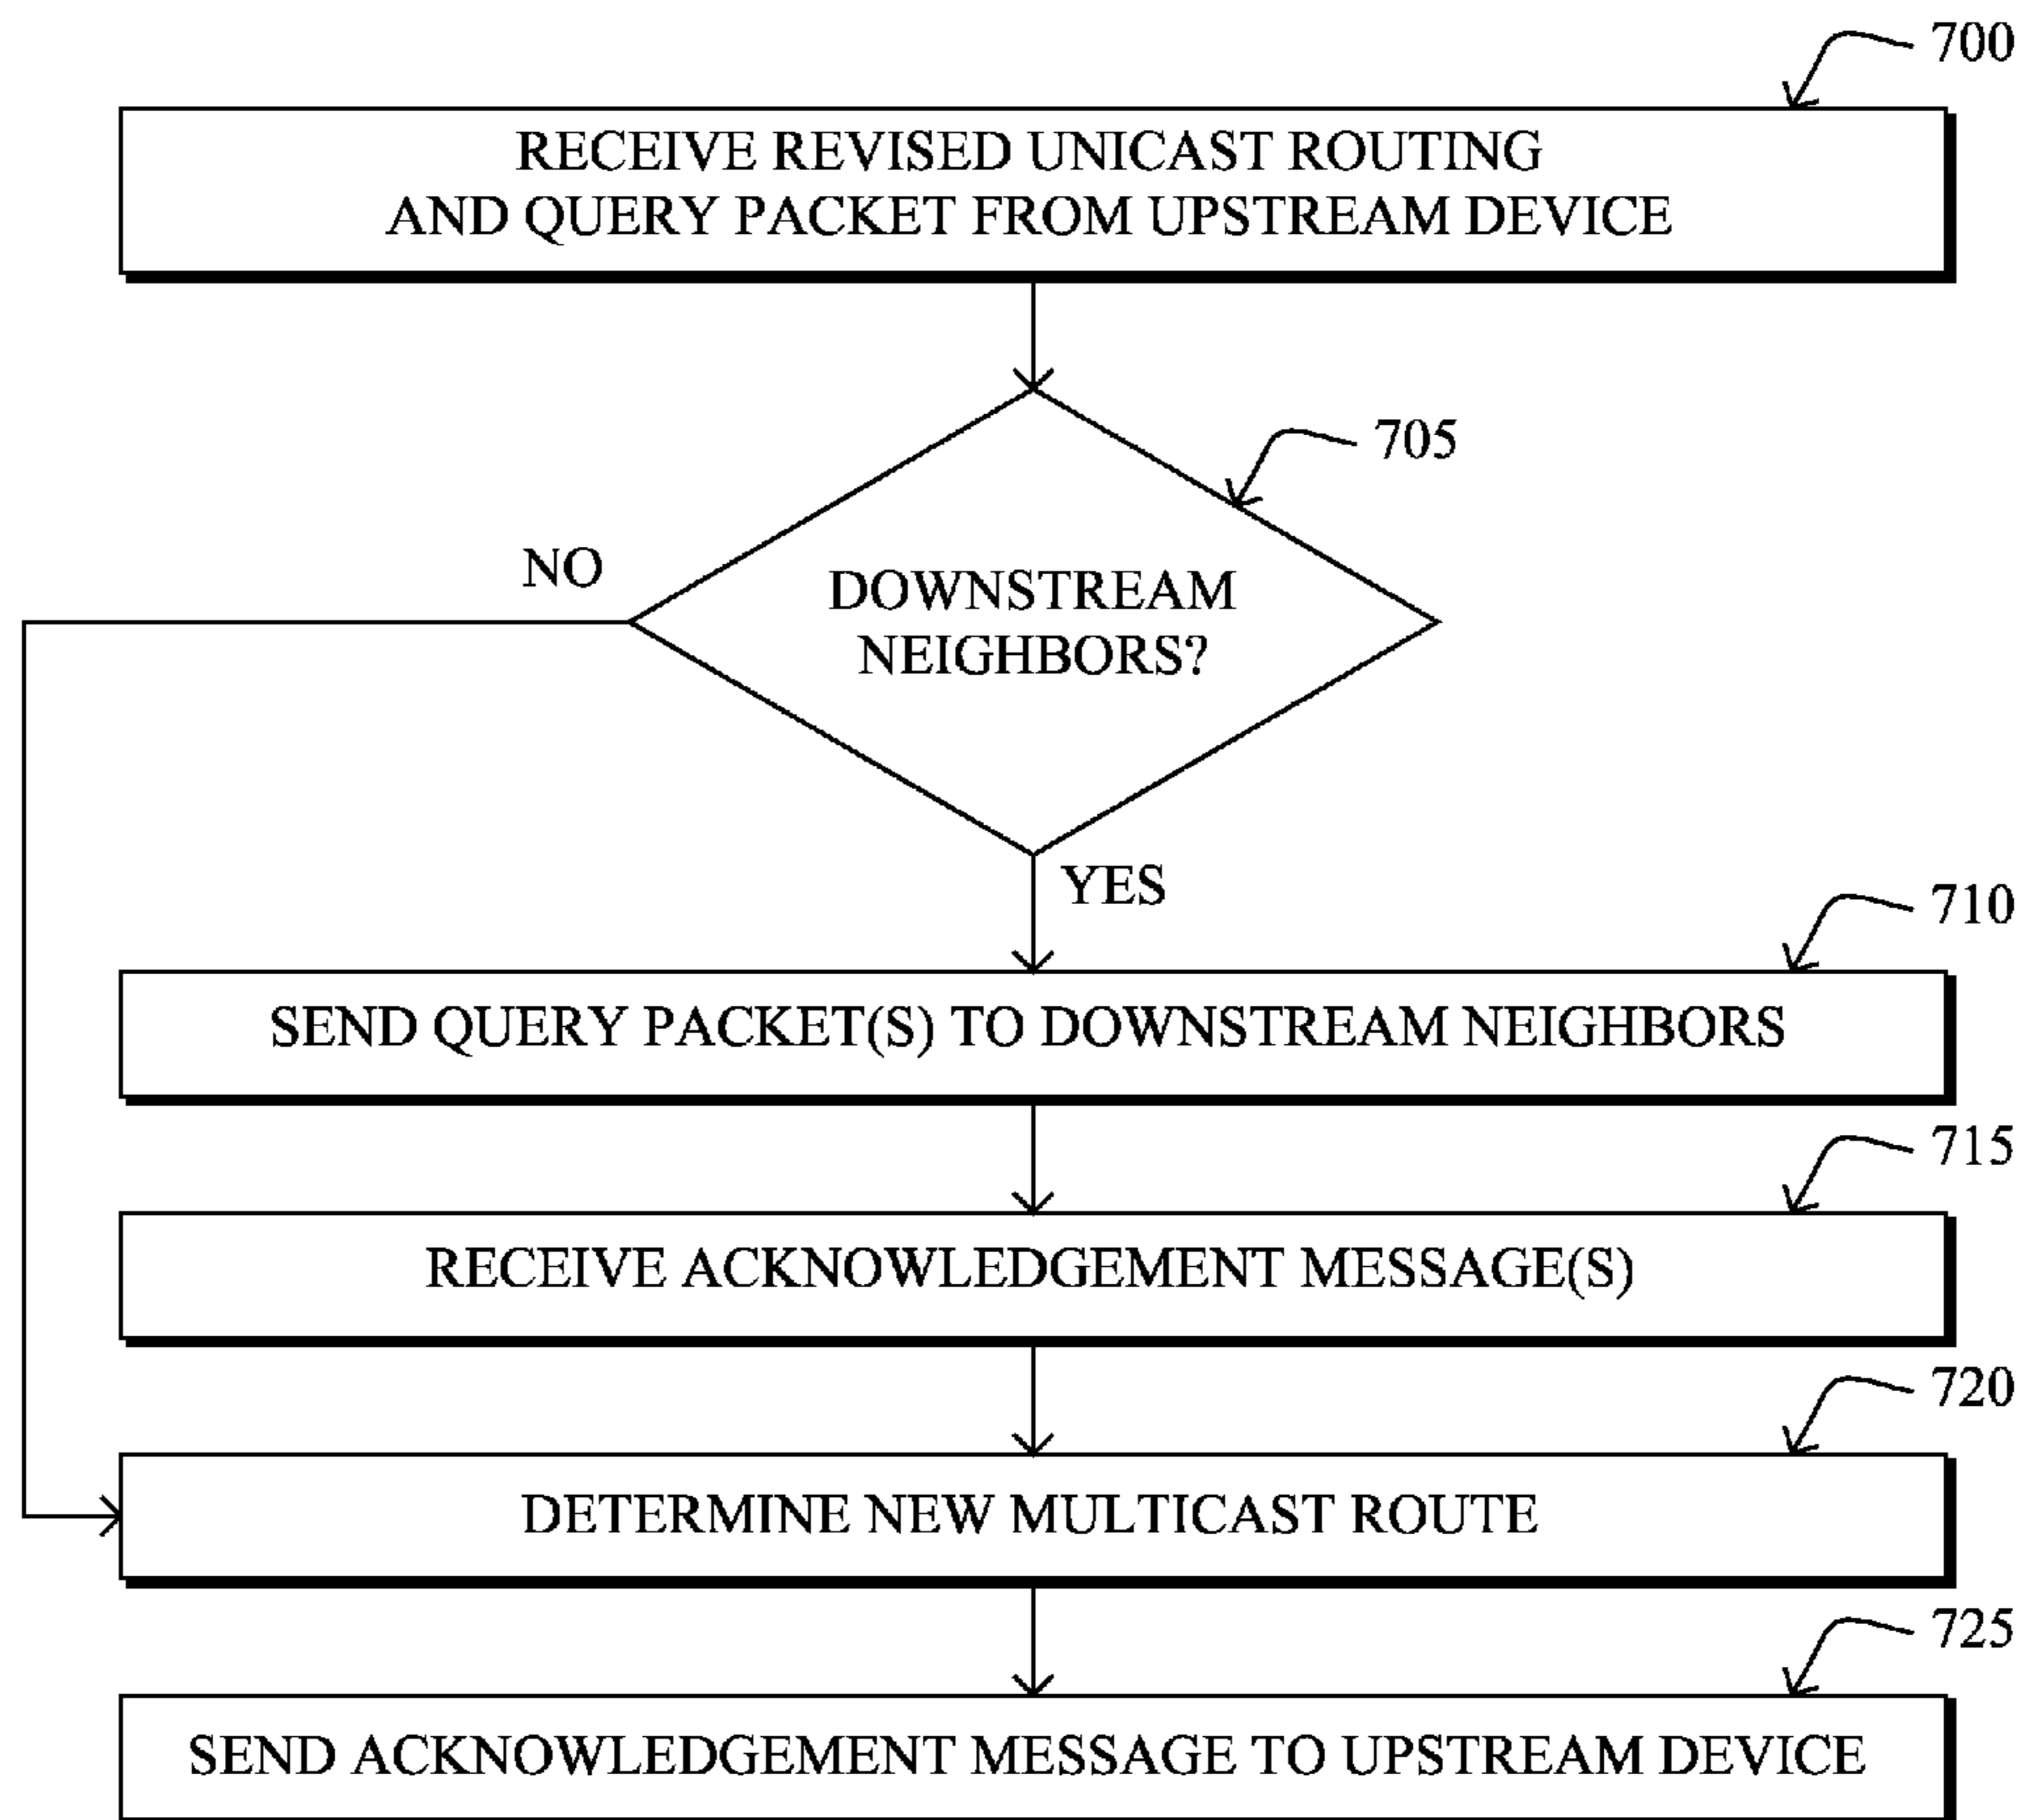 700
RECEIVE REVISED UNICAST ROUTING
AND QUERY PACKET FROM UPSTREAM DEVICE
705
NO
DOWNSTREAM
NEIGHBORS?
YES
710
SEND QUERY PACKET(S) TO DOWNSTREAM NEIGHBORS
715
RECEIVE ACKNOWLEDGEMENT MESSAGE(S)
720
DETERMINE NEW MULTICAST ROUTE
725
SEND ACKNOWLEDGEMENT MESSAGE TO UPSTREAM DEVICE